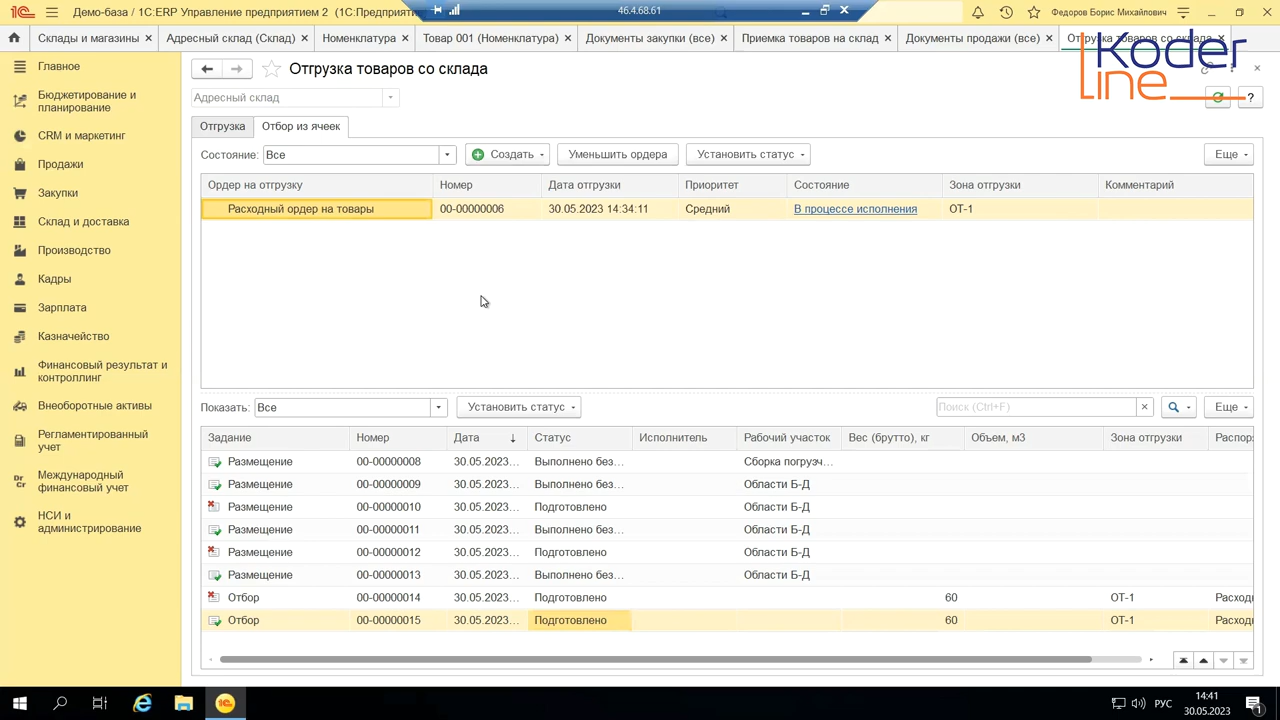 Демо-база / 1С:ERP Управление предприятием 2 (1С:Предприятие
46.4.68.61
Федоров Борис Михайлович
Склады и магазины
Адресный склад (Склад)
Номенклатура
Товар 001 (Номенклатура)
Документы закупки (все)
Приемка товаров на склад
Документы продажи (все)
Отгрузка товаров со склада
Koder
line
Главное
Бюджетирование и
планирование
CRM и маркетинг
Продажи
Закупки
Склад и доставка
Производство
Кадры
Зарплата
Казначейство
Финансовый результат и
контроллинг
Внеоборотные активы
Регламентированный
учет
Международный
финансовый учет
НСИ и
администрирование
Отгрузка товаров со склада
Адресный склад
?
Отгрузка
Отбор из ячеек
Состояние: Все
Создать
Уменьшить ордера
Установить статус
Еще
Ордер на отгрузку Номер Дата отгрузки Приоритет Состояние Зона отгрузки Комментарий
Расходный ордер на товары 00-00000006 30.05.2023 14:34:11 Средний В процессе исполнения ОТ-1
Показать: Все
Установить статус
Поиск (Ctrl+F)
Еще
Задание Номер Дата ↓ Статус Исполнитель Рабочий участок Вес (брутто), кг Объем, м3 Зона отгрузки Распор
Размещение 00-00000008 30.05.2023... Выполнено без... Сборка погрузч...
Размещение 00-00000009 30.05.2023... Выполнено без... Области Б-Д
Размещение 00-00000010 30.05.2023... Подготовлено Области Б-Д
Размещение 00-00000011 30.05.2023... Выполнено без... Области Б-Д
Размещение 00-00000012 30.05.2023... Подготовлено Области Б-Д
Размещение 00-00000013 30.05.2023... Выполнено без... Области Б-Д
Отбор 00-00000014 30.05.2023... Подготовлено 60 ОТ-1 Расход
Отбор 00-00000015 30.05.2023... Подготовлено 60 ОТ-1 Расход
РУС
14:41
30.05.2023
1